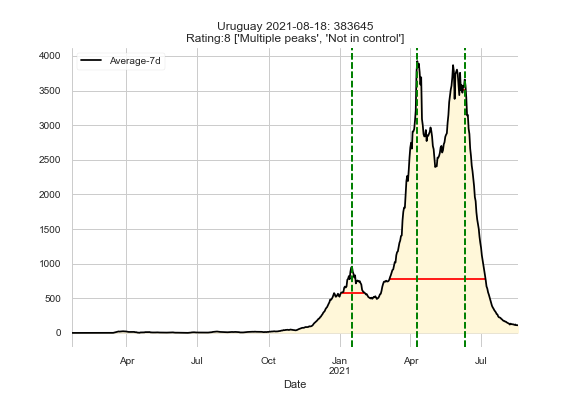 Uruguay 2021-08-18: 383645
Rating:8 ['Multiple peaks', 'Not in control']
Average-7d
4000
3500
3000
2500
2000
1500
1000
500
0
Apr Jul Oct Jan Apr Jul
2021
Date